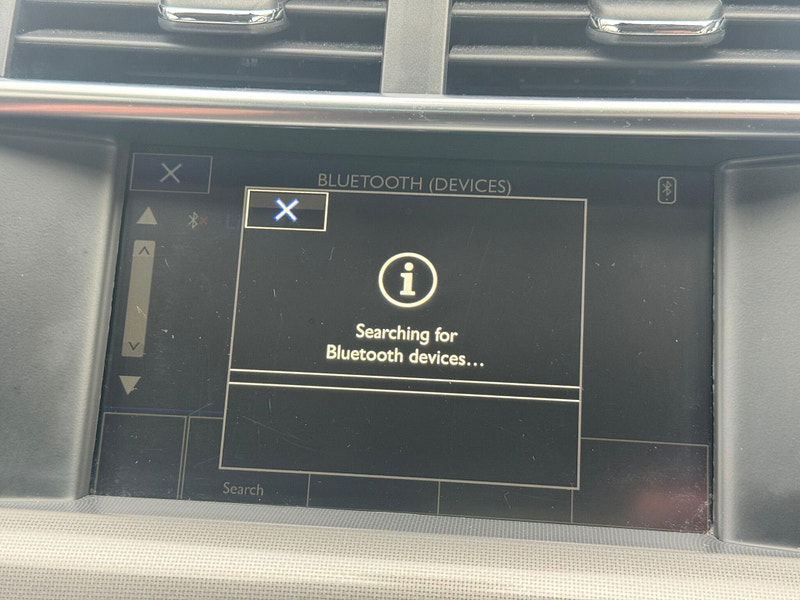 BLUETOOTH (DEVICES)
Searching for
Bluetooth devices...
Search